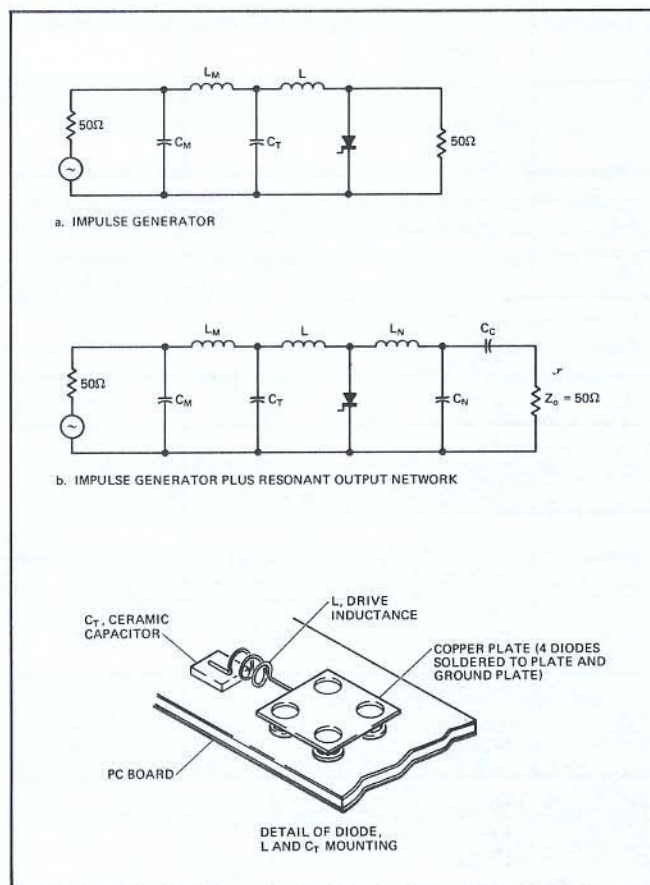 L_M
L
50Ω
C_M
C_T
50Ω
a. IMPULSE GENERATOR
L_M
L
L_N
C_C
50Ω
C_M
C_T
C_N
Z_o = 50Ω
b. IMPULSE GENERATOR PLUS RESONANT OUTPUT NETWORK
L, DRIVE
INDUCTANCE
C_T, CERAMIC
CAPACITOR
COPPER PLATE (4 DIODES
SOLDERED TO PLATE AND
GROUND PLATE)
PC BOARD
DETAIL OF DIODE,
L AND C_T MOUNTING